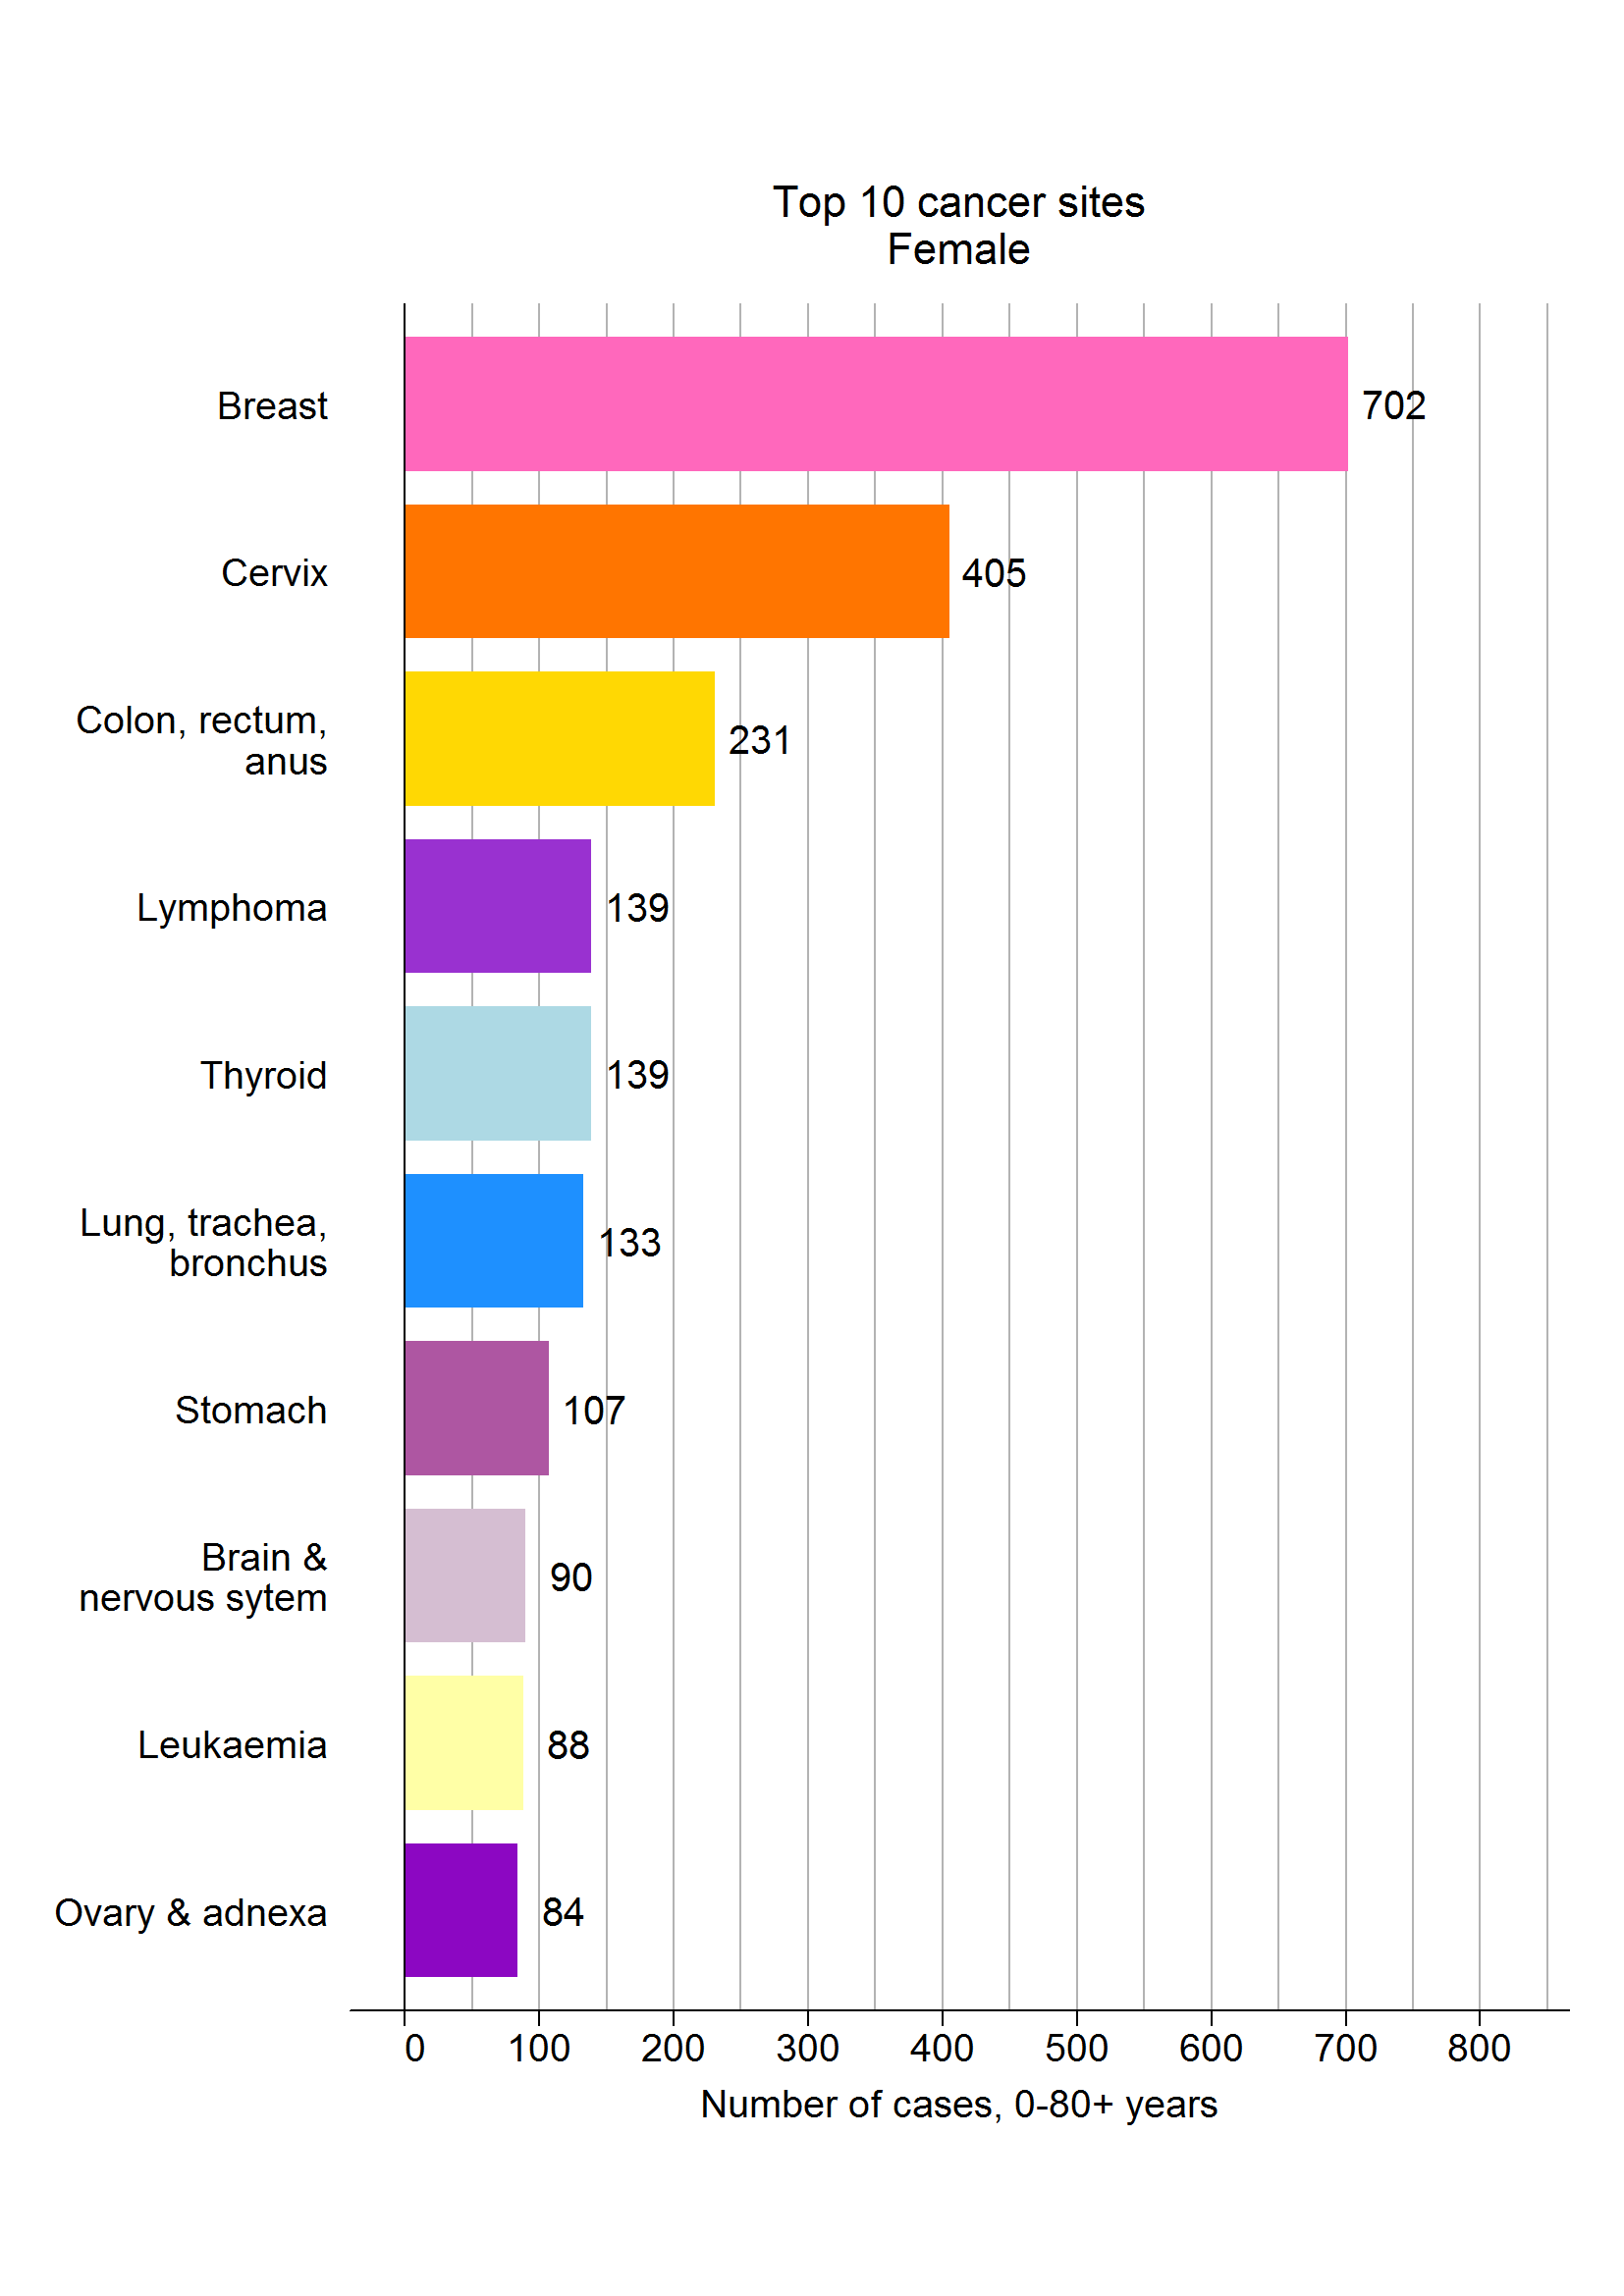 Top 10 cancer sites
Female
Breast
702
Cervix
405
Colon, rectum,
anus
231
Lymphoma
139
Thyroid
139
Lung, trachea,
bronchus
133
Stomach
107
Brain &
nervous sytem
90
Leukaemia
88
Ovary & adnexa
84
0 100 200 300 400 500 600 700 800
Number of cases, 0-80+ years